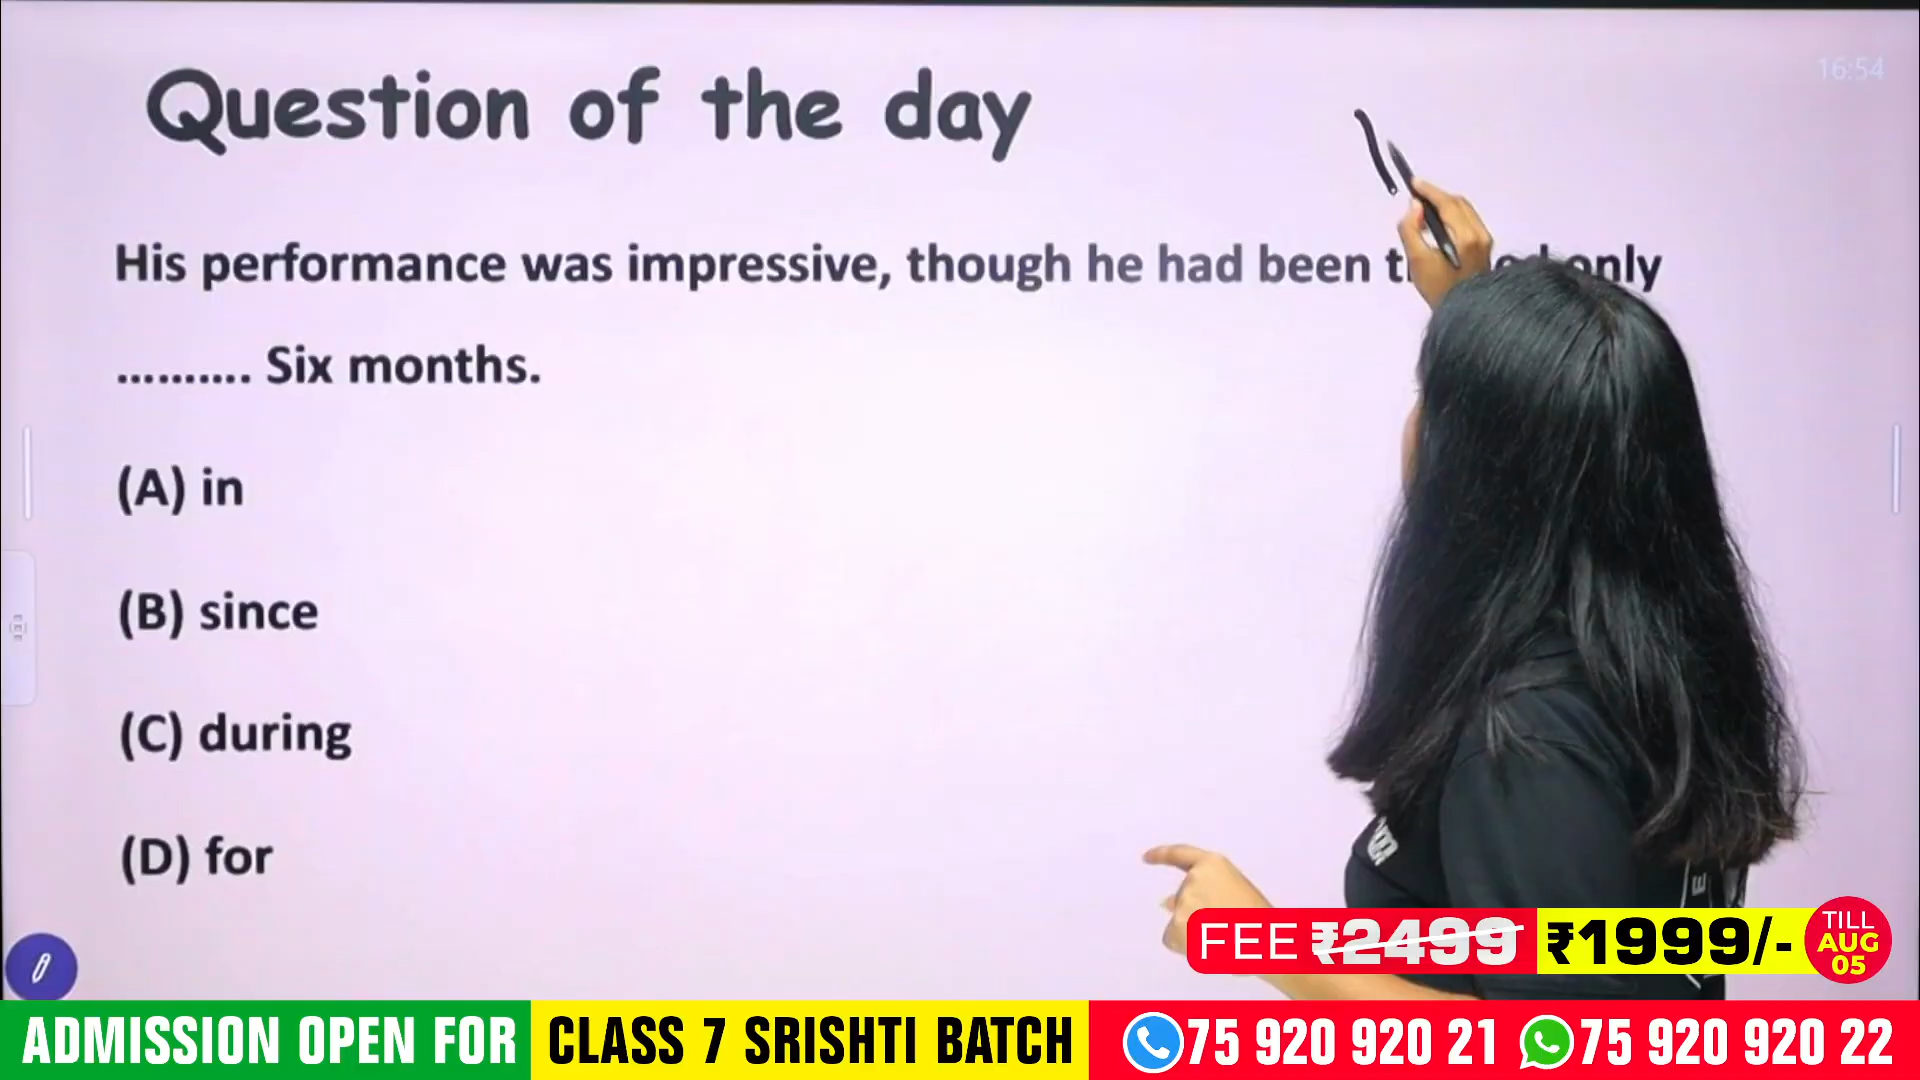 16:54
Question of the day
His performance was impressive, though he had been only
.......... Six months.
(A) in
(B) since
(C) during
(D) for
FEE ₹2499 ₹1999/-
TILL
AUG
05
ADMISSION OPEN FOR CLASS 7 SRISHTI BATCH 75 920 920 21 75 920 920 22